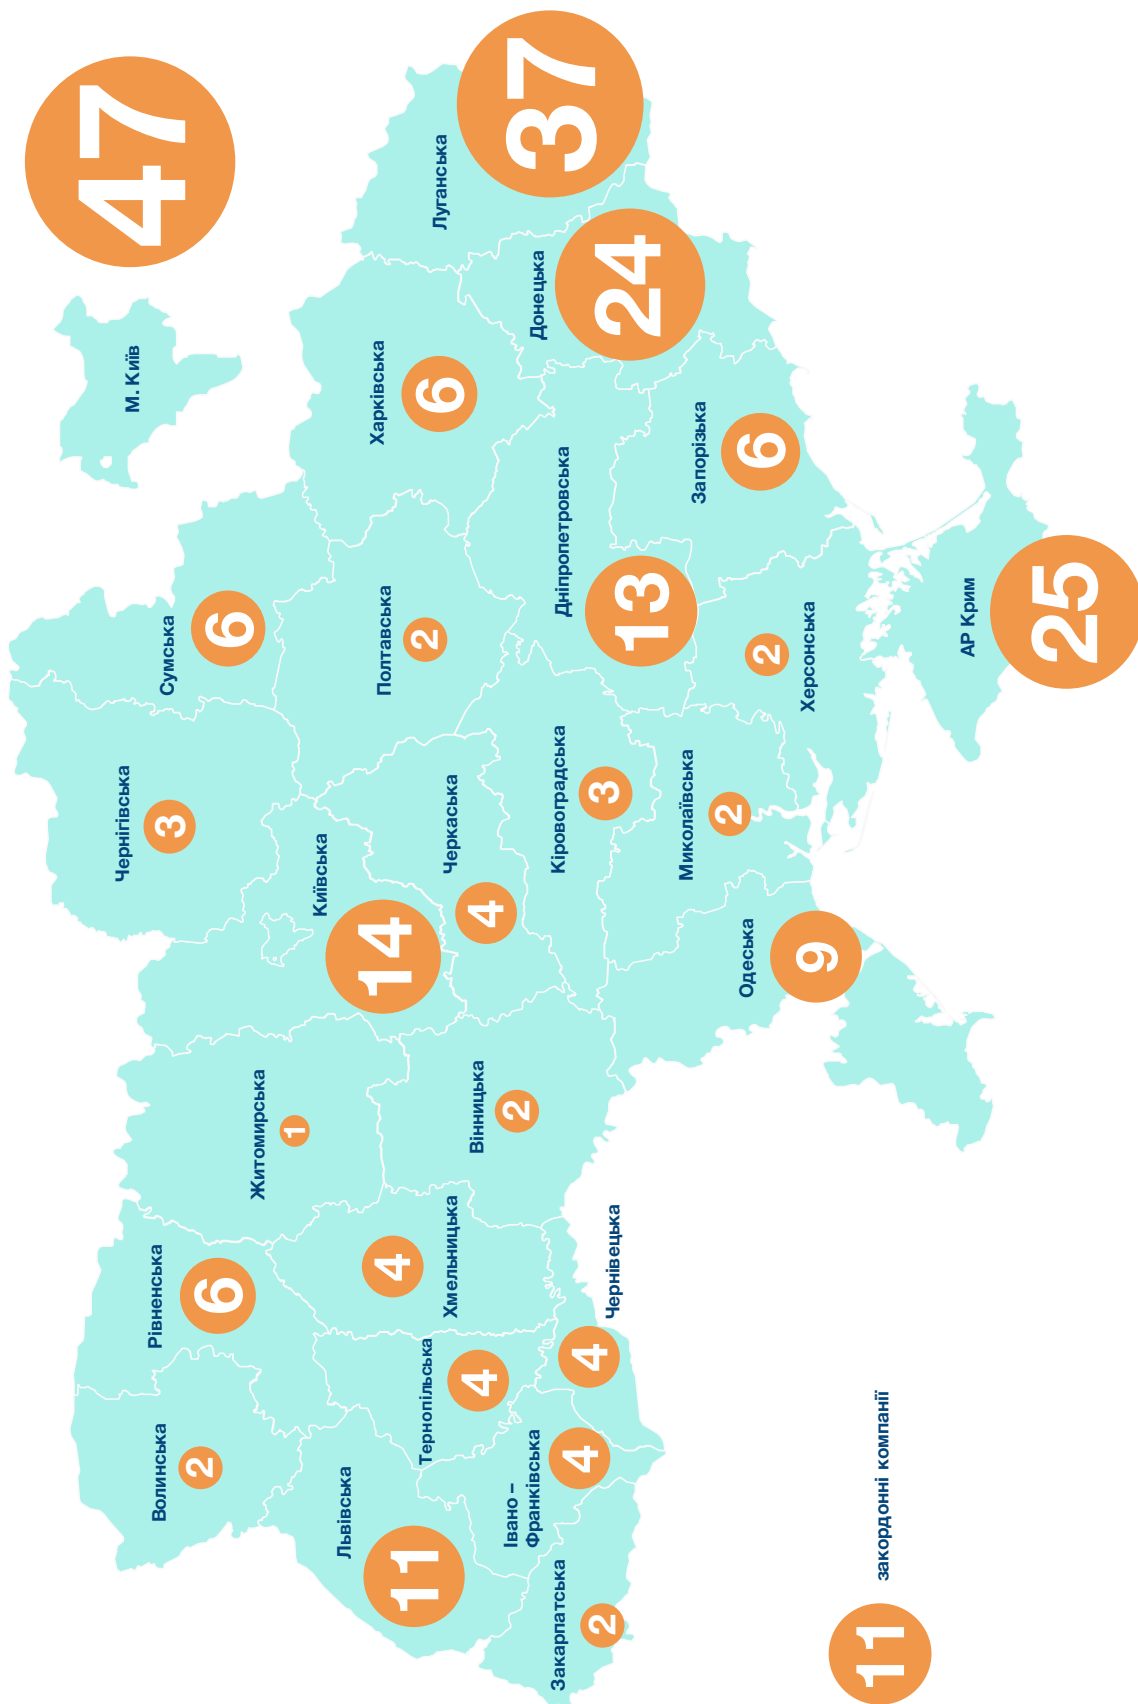 М. Київ
47
Волинська
2
Рівненська
6
Житомирська
1
Київська
14
Чернігівська
3
Сумська
6
Львівська
11
Тернопільська
4
Хмельницька
4
Вінницька
2
Черкаська
4
Полтавська
2
Харківська
6
Луганська
37
Закарпатська
2
Івано –
Франківська
4
Чернівецька
4
Кіровоградська
3
Дніпропетровська
13
Донецька
24
Одеська
9
Миколаївська
2
Херсонська
2
Запорізька
6
АР Крим
25
11
закордонні компанії